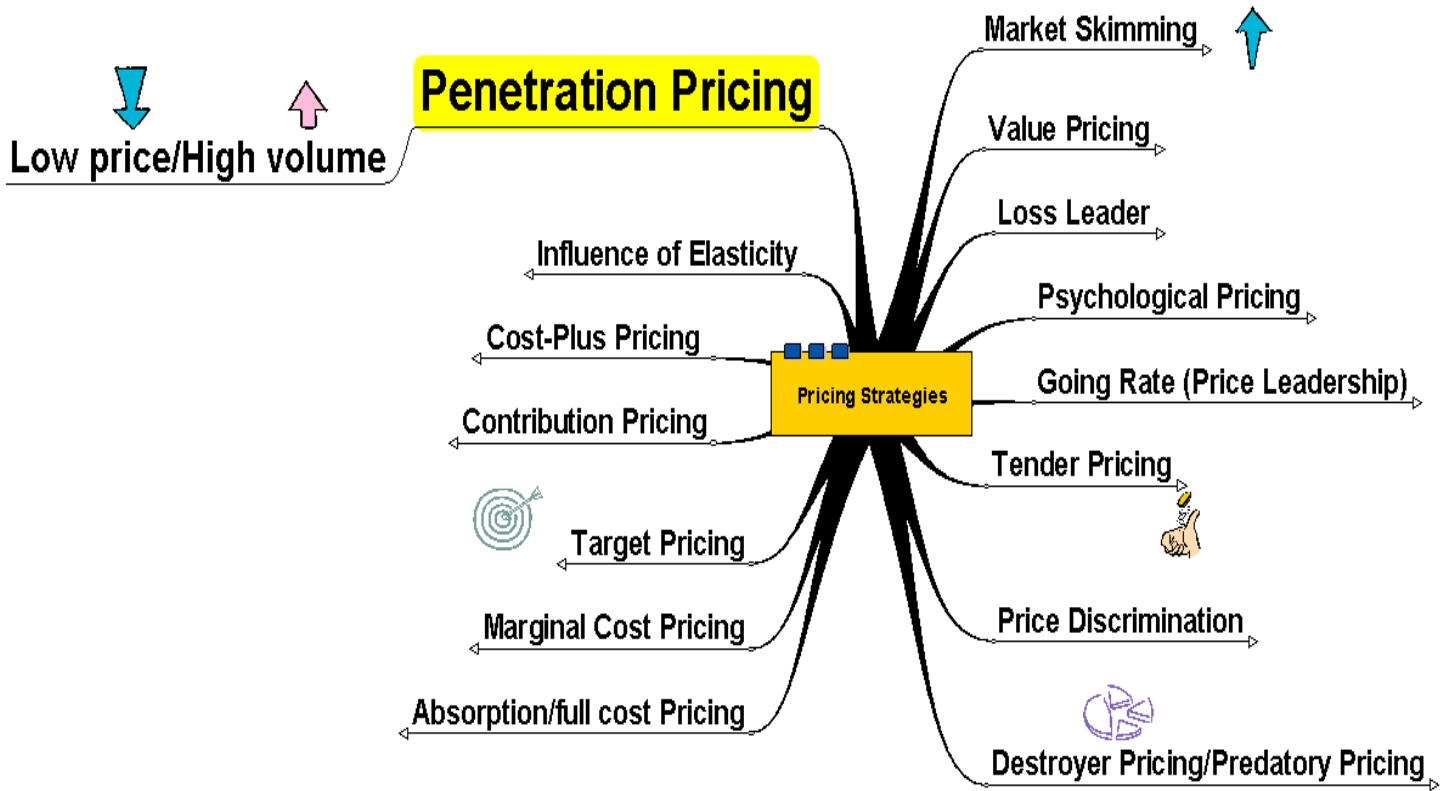 Penetration Pricing
Low price/High volume
Influence of Elasticity
Cost-Plus Pricing
Contribution Pricing
Target Pricing
Marginal Cost Pricing
Absorption/full cost Pricing
Pricing Strategies
Market Skimming
Value Pricing
Loss Leader
Psychological Pricing
Going Rate (Price Leadership)
Tender Pricing
Price Discrimination
Destroyer Pricing/Predatory Pricing